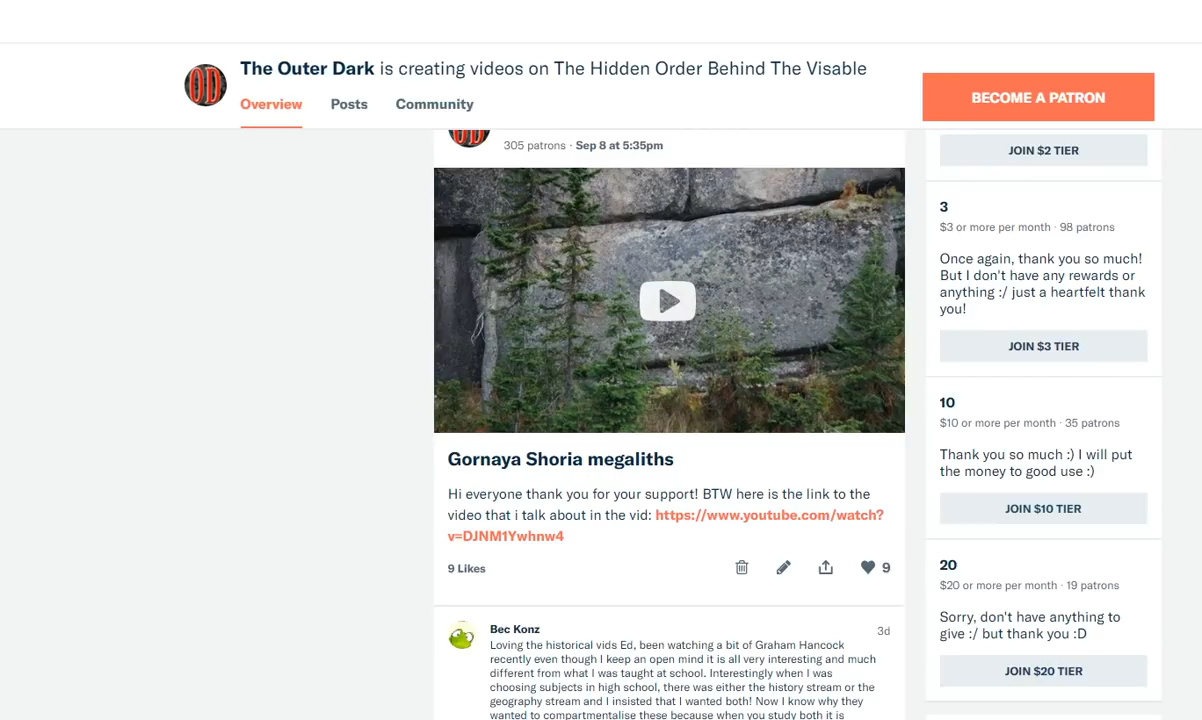 OD
The Outer Dark is creating videos on The Hidden Order Behind The Visable
Overview Posts Community
BECOME A PATRON
305 patrons · Sep 8 at 5:35pm
Gornaya Shoria megaliths
Hi everyone thank you for your support! BTW here is the link to the
video that i talk about in the vid: https://www.youtube.com/watch?
v=DJNM1Ywhnw4
9 Likes
9
Bec Konz
3d
Loving the historical vids Ed, been watching a bit of Graham Hancock
recently even though I keep an open mind it is all very interesting and much
different from what I was taught at school. Interestingly when I was
choosing subjects in high school, there was either the history stream or the
geography stream and I insisted that I wanted both! Now I know why they
wanted to compartmentalise these because when you study both it is
JOIN $2 TIER
3
$3 or more per month · 98 patrons
Once again, thank you so much!
But I don't have any rewards or
anything :/ just a heartfelt thank
you!
JOIN $3 TIER
10
$10 or more per month · 35 patrons
Thank you so much :) I will put
the money to good use :)
JOIN $10 TIER
20
$20 or more per month · 19 patrons
Sorry, don't have anything to
give :/ but thank you :D
JOIN $20 TIER